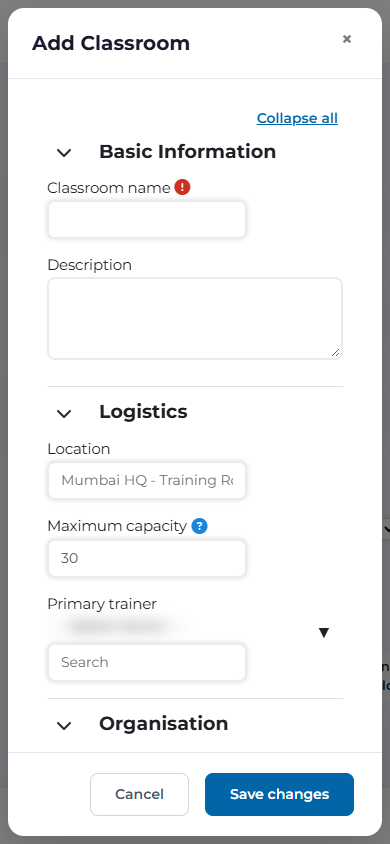 Add Classroom
×
Collapse all
Basic Information
Classroom name
Description
Logistics
Location
Mumbai HQ - Training Ro
Maximum capacity ?
30
Primary trainer
▼
Search
Organisation
Cancel
Save changes